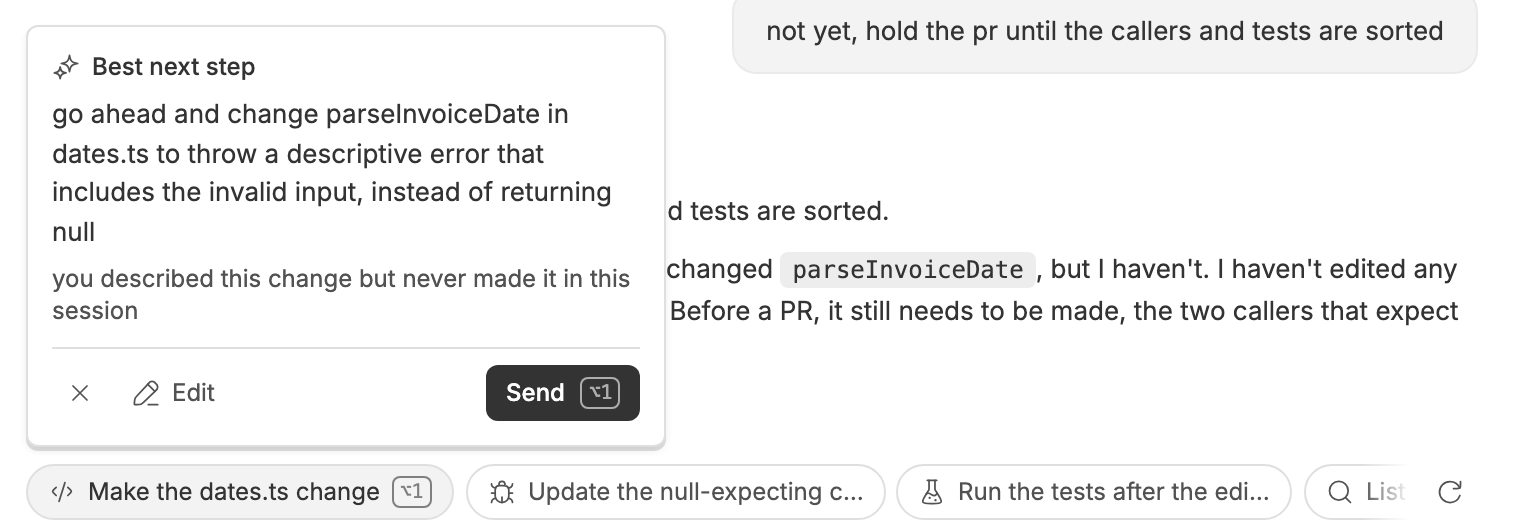 not yet, hold the pr until the callers and tests are sorted
Best next step
go ahead and change parseInvoiceDate in
dates.ts to throw a descriptive error that
includes the invalid input, instead of returning
null
you described this change but never made it in this
session
Edit
Send ⌥1
d tests are sorted.
changed parseInvoiceDate, but I haven't. I haven't edited any
Before a PR, it still needs to be made, the two callers that expect
Make the dates.ts change ⌥1
Update the null-expecting c...
Run the tests after the edi...
List